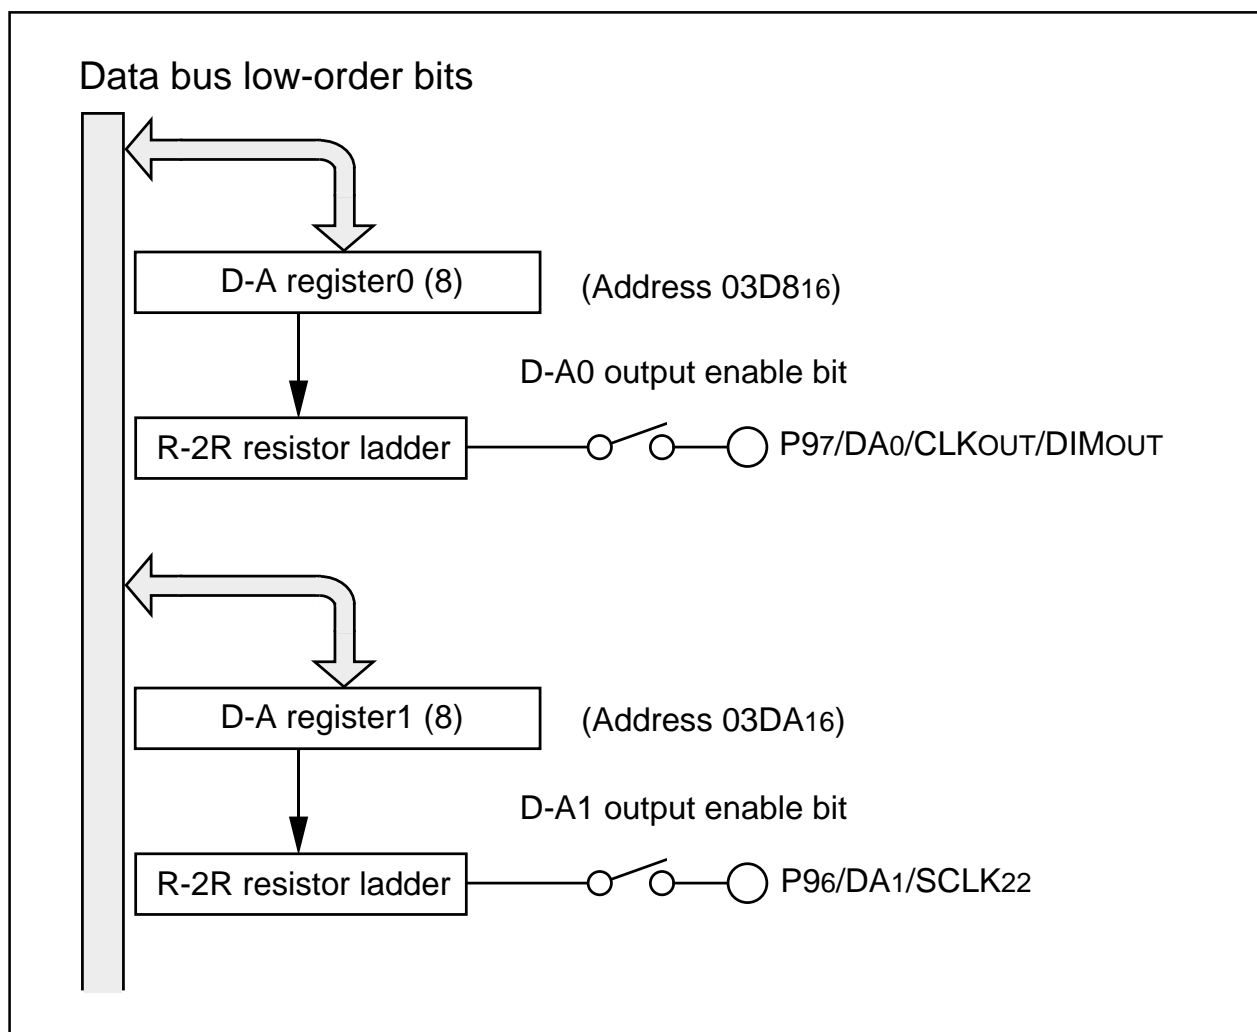 Data bus low-order bits
D-A register0 (8)
(Address 03D816)
D-A0 output enable bit
R-2R resistor ladder
P97/DA0/CLKOUT/DIMOUT
D-A register1 (8)
(Address 03DA16)
D-A1 output enable bit
R-2R resistor ladder
P96/DA1/SCLK22